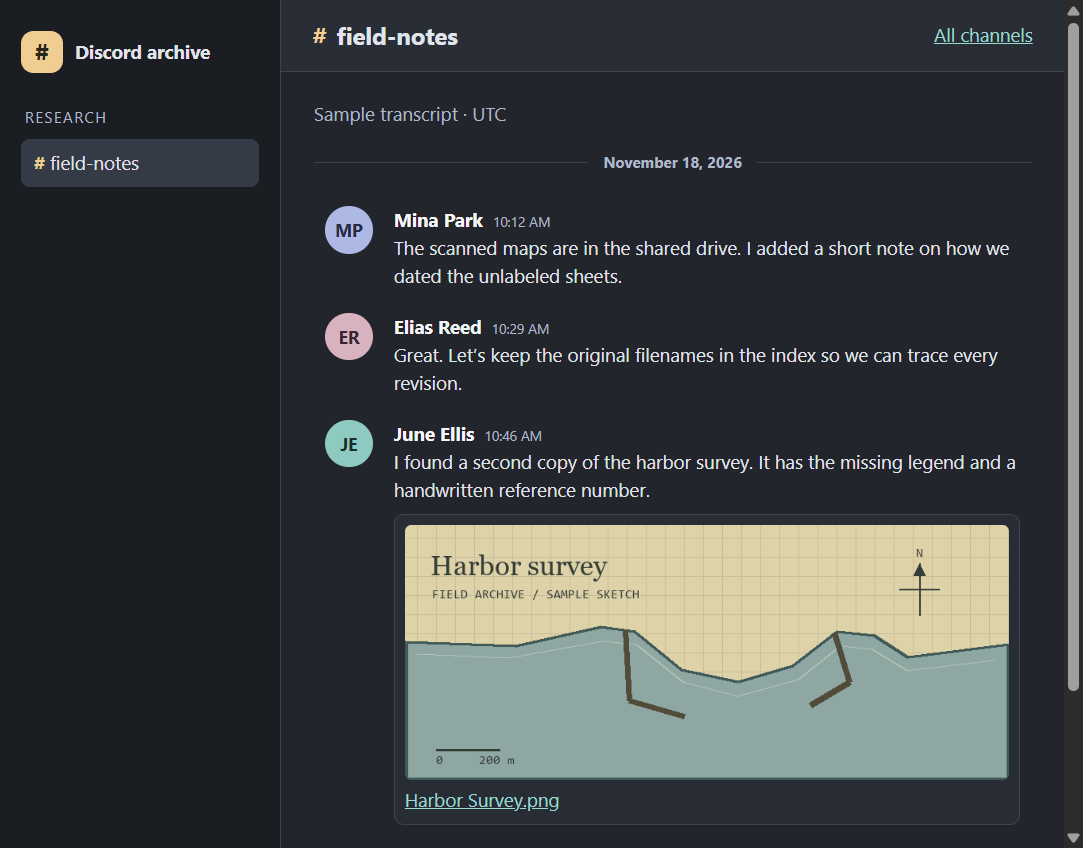 # Discord archive
RESEARCH
# field-notes
# field-notes
All channels
Sample transcript · UTC
November 18, 2026
MP
Mina Park 10:12 AM
The scanned maps are in the shared drive. I added a short note on how we
dated the unlabeled sheets.
ER
Elias Reed 10:29 AM
Great. Let’s keep the original filenames in the index so we can trace every
revision.
JE
June Ellis 10:46 AM
I found a second copy of the harbor survey. It has the missing legend and a
handwritten reference number.
Harbor survey
FIELD ARCHIVE / SAMPLE SKETCH
N
0 200 m
Harbor Survey.png